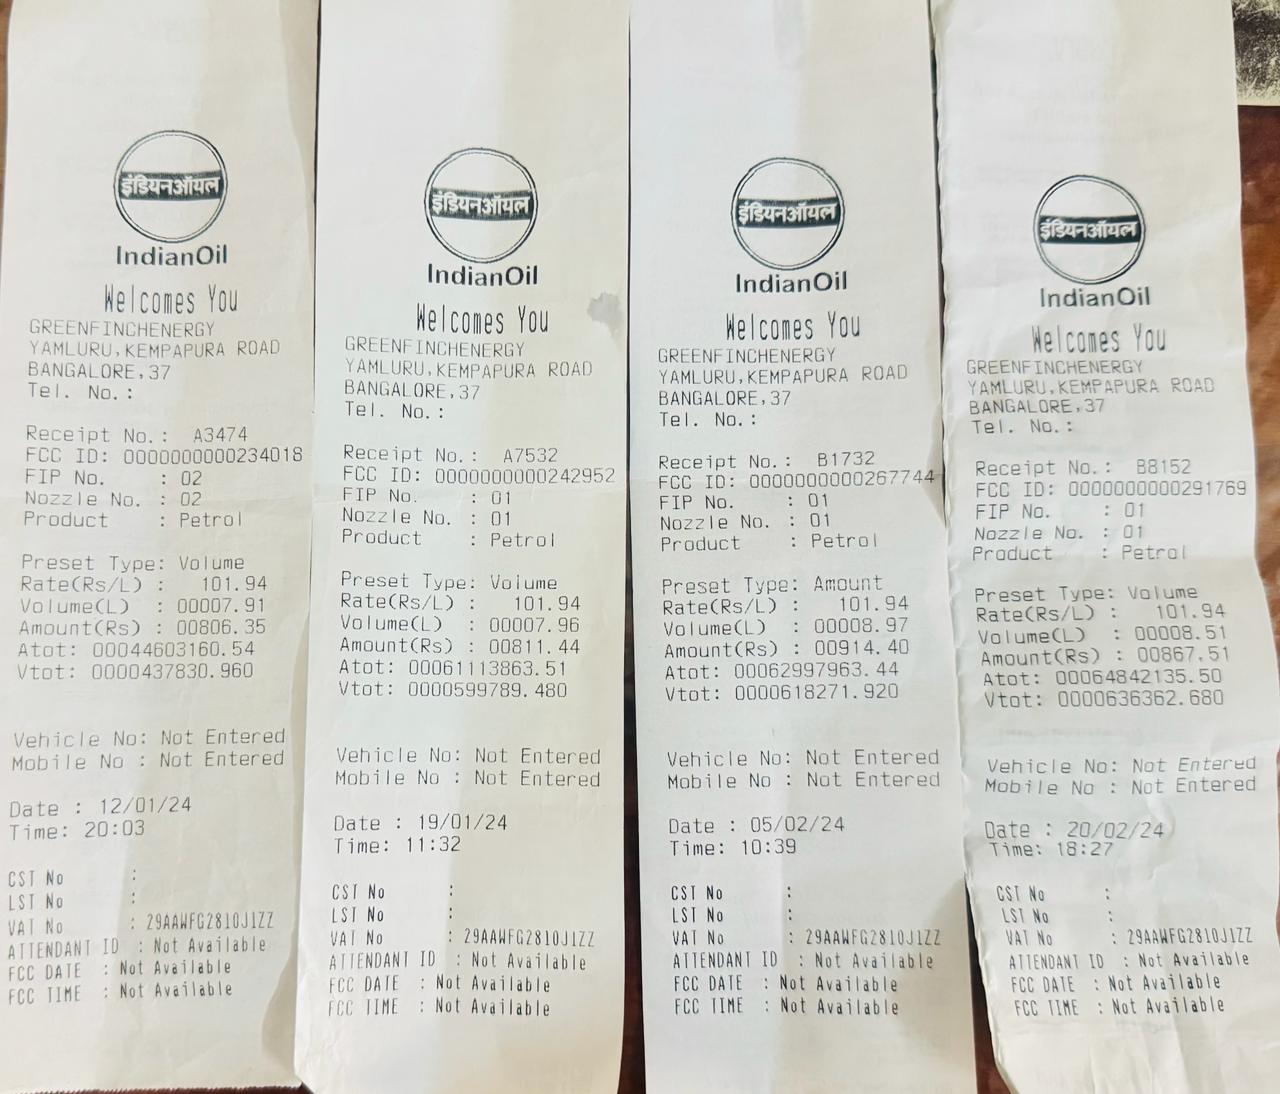 इंडियनऑयल
IndianOil
Welcomes You
GREENFINCHENERGY
YAMLURU,KEMPAPURA ROAD
BANGALORE,37
Tel. No.:
Receipt No.: A3474
FCC ID: 0000000000234018
FIP No. : 02
Nozzle No. : 02
Product : Petrol
Preset Type: Volume
Rate(Rs/L) : 101.94
Volume(L) : 00007.91
Amount(Rs) : 00806.35
Atot: 00044603160.54
Vtot: 0000437830.960
Vehicle No: Not Entered
Mobile No : Not Entered
Date : 12/01/24
Time: 20:03
CST No :
LST No :
VAT No : 29AAWFG2810J1ZZ
ATTENDANT ID : Not Available
FCC DATE : Not Available
FCC TIME : Not Available
इंडियनऑयल
IndianOil
Welcomes You
GREENFINCHENERGY
YAMLURU,KEMPAPURA ROAD
BANGALORE,37
Tel. No.:
Receipt No.: A7532
FCC ID: 0000000000242952
FIP No. : 01
Nozzle No. : 01
Product : Petrol
Preset Type: Volume
Rate(Rs/L) : 101.94
Volume(L) : 00007.96
Amount(Rs) : 00811.44
Atot: 00061113863.51
Vtot: 0000599789.480
Vehicle No: Not Entered
Mobile No : Not Entered
Date : 19/01/24
Time: 11:32
CST No :
LST No :
VAT No : 29AAWFG2810J1ZZ
ATTENDANT ID : Not Available
FCC DATE : Not Available
FCC TIME : Not Available
इंडियनऑयल
IndianOil
Welcomes You
GREENFINCHENERGY
YAMLURU,KEMPAPURA ROAD
BANGALORE,37
Tel. No.:
Receipt No.: B1732
FCC ID: 0000000000267744
FIP No. : 01
Nozzle No. : 01
Product : Petrol
Preset Type: Amount
Rate(Rs/L) : 101.94
Volume(L) : 00008.97
Amount(Rs) : 00914.40
Atot: 00062997963.44
Vtot: 0000618271.920
Vehicle No: Not Entered
Mobile No : Not Entered
Date : 05/02/24
Time: 10:39
CST No :
LST No :
VAT No : 29AAWFG2810J1ZZ
ATTENDANT ID : Not Available
FCC DATE : Not Available
FCC TIME : Not Available
इंडियनऑयल
IndianOil
Welcomes You
GREENFINCHENERGY
YAMLURU,KEMPAPURA ROAD
BANGALORE,37
Tel. No.:
Receipt No.: B8152
FCC ID: 0000000000291769
FIP No. : 01
Nozzle No. : 01
Product : Petrol
Preset Type: Volume
Rate(Rs/L) : 101.94
Volume(L) : 00008.51
Amount(Rs) : 00867.51
Atot: 00064842135.50
Vtot: 0000636362.680
Vehicle No: Not Entered
Mobile No : Not Entered
Date : 20/02/24
Time: 18:27
CST No :
LST No :
VAT No : 29AAWFG2810J1ZZ
ATTENDANT ID : Not Available
FCC DATE : Not Available
FCC TIME : Not Available